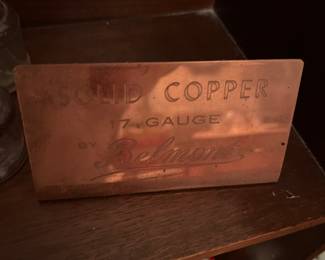 SOLID COPPER
17 GAUGE
BY Belmont